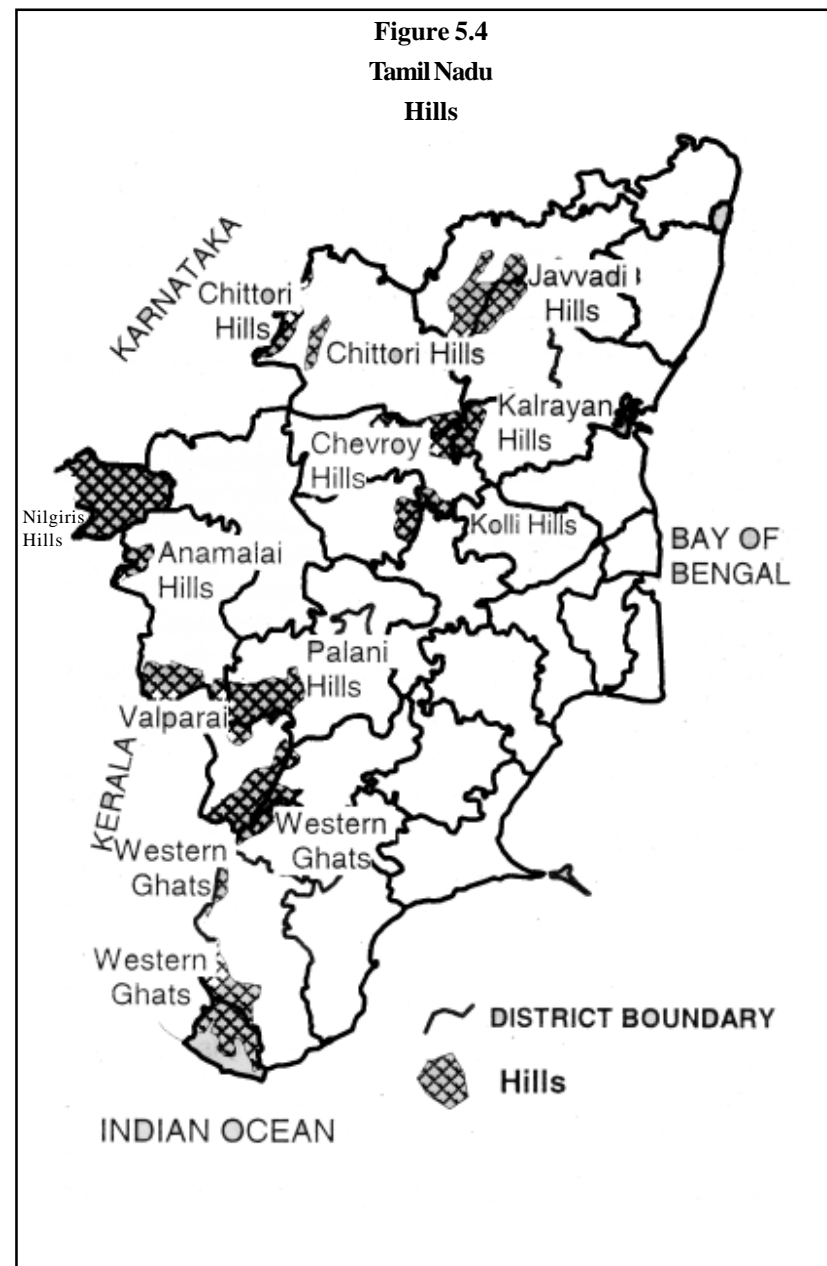 Figure 5.4
Tamil Nadu
Hills
KARNATAKA
Chittori
Hills
Chittori Hills
Javvadi
Hills
Kalrayan
Hills
Chevroy
Hills
Nilgiris
Hills
Kolli Hills
Anamalai
Hills
BAY OF
BENGAL
Palani
Hills
Valparai
KERALA
Western
Ghats
Western
Ghats
Western
Ghats
DISTRICT BOUNDARY
Hills
INDIAN OCEAN